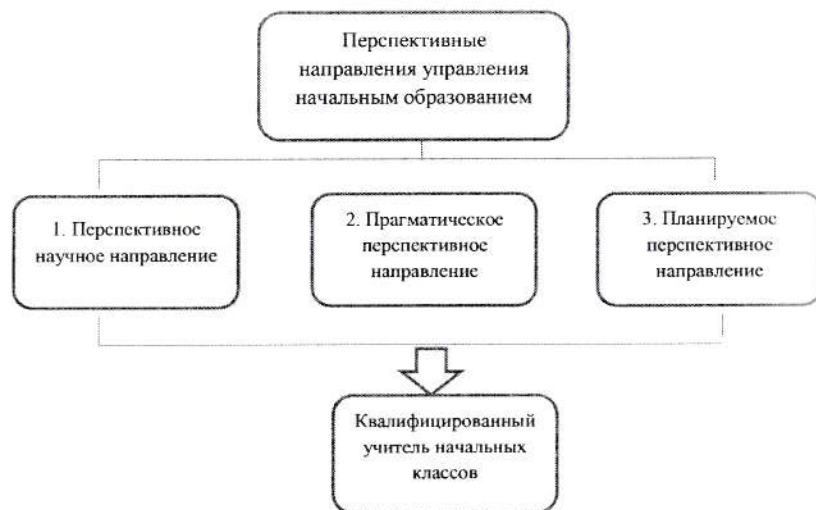 Перспективные
направления управления
начальным образованием
1. Перспективное
научное направление
2. Прагматическое
перспективное
направление
3. Планируемое
перспективное
направление
Квалифицированный
учитель начальных
классов